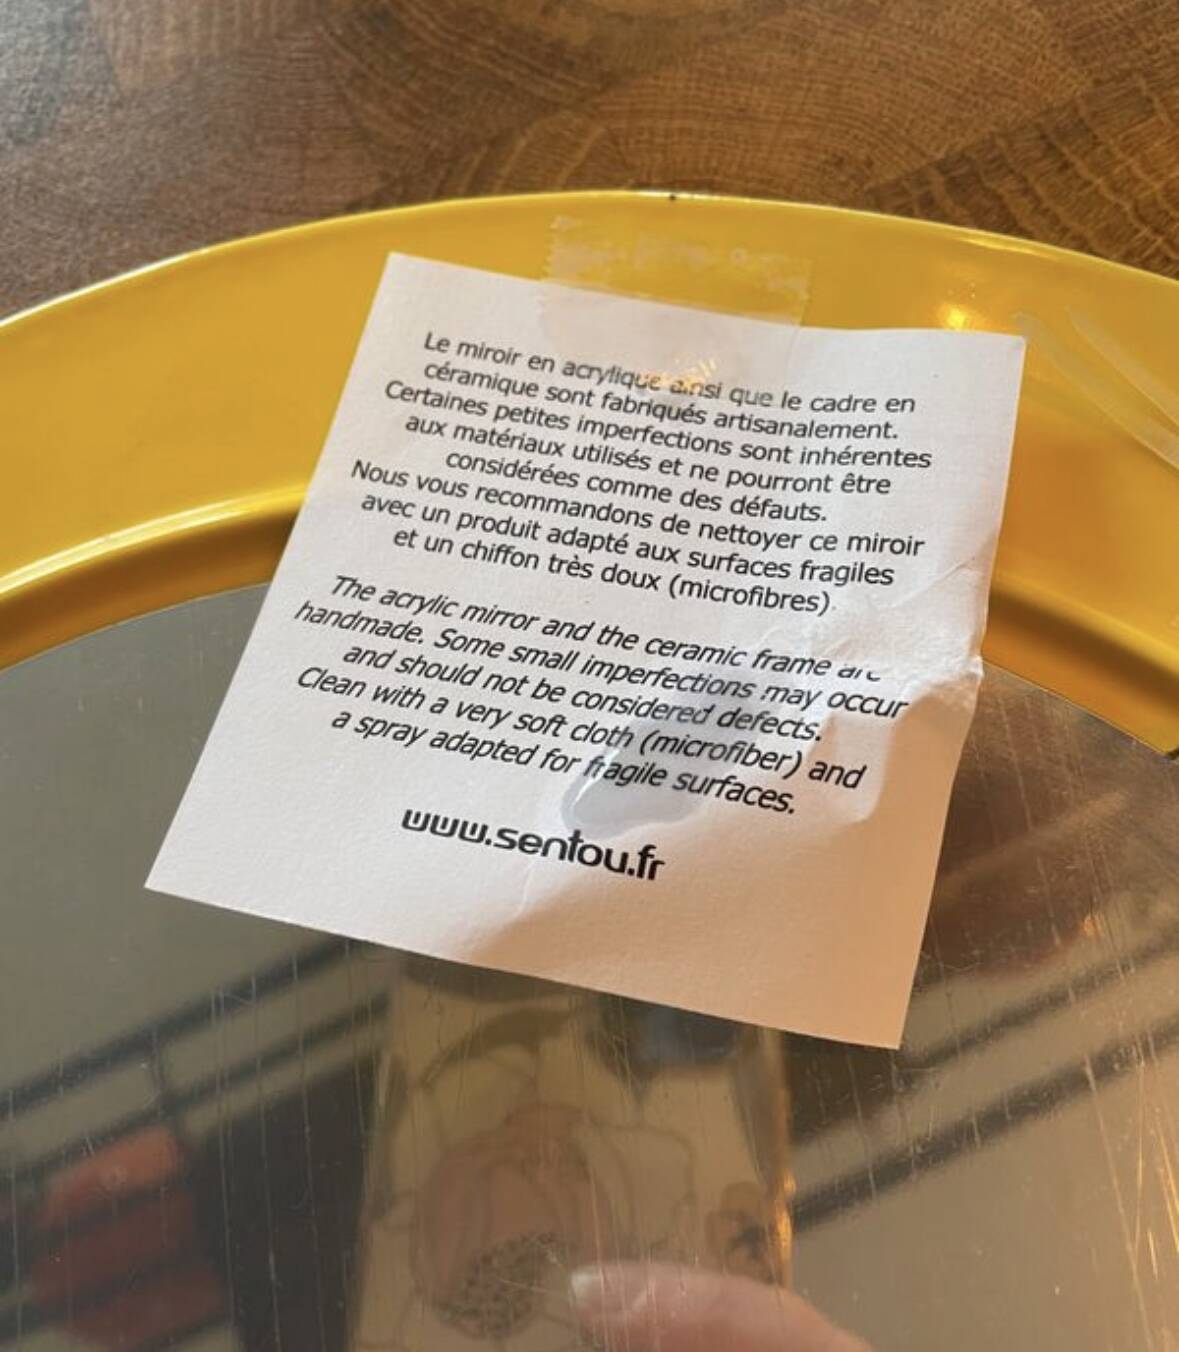 Le miroir en acrylique ainsi que le cadre en
céramique sont fabriqués artisanalement.
Certaines petites imperfections sont inhérentes
aux matériaux utilisés et ne pourront être
considérées comme des défauts.
Nous vous recommandons de nettoyer ce miroir
avec un produit adapté aux surfaces fragiles
et un chiffon très doux (microfibres).
The acrylic mirror and the ceramic frame are
handmade. Some small imperfections may occur
and should not be considered defects.
Clean with a very soft cloth (microfiber) and
a spray adapted for fragile surfaces.
www.sentou.fr